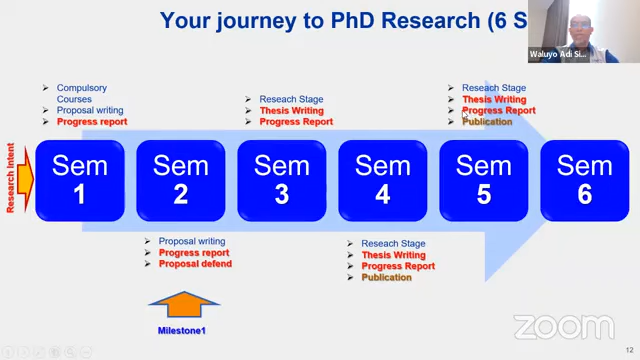 Your journey to PhD Research (6 S
Waluyo Adi Si...
Compulsory
Courses
Proposal writing
Progress report
Reseach Stage
Thesis Writing
Progress Report
Reseach Stage
Thesis Writing
Progress Report
Publication
Research Intent
Sem
1
Sem
2
Sem
3
Sem
4
Sem
5
Sem
6
Proposal writing
Progress report
Proposal defend
Reseach Stage
Thesis Writing
Progress Report
Publication
Milestone1
zoom
12